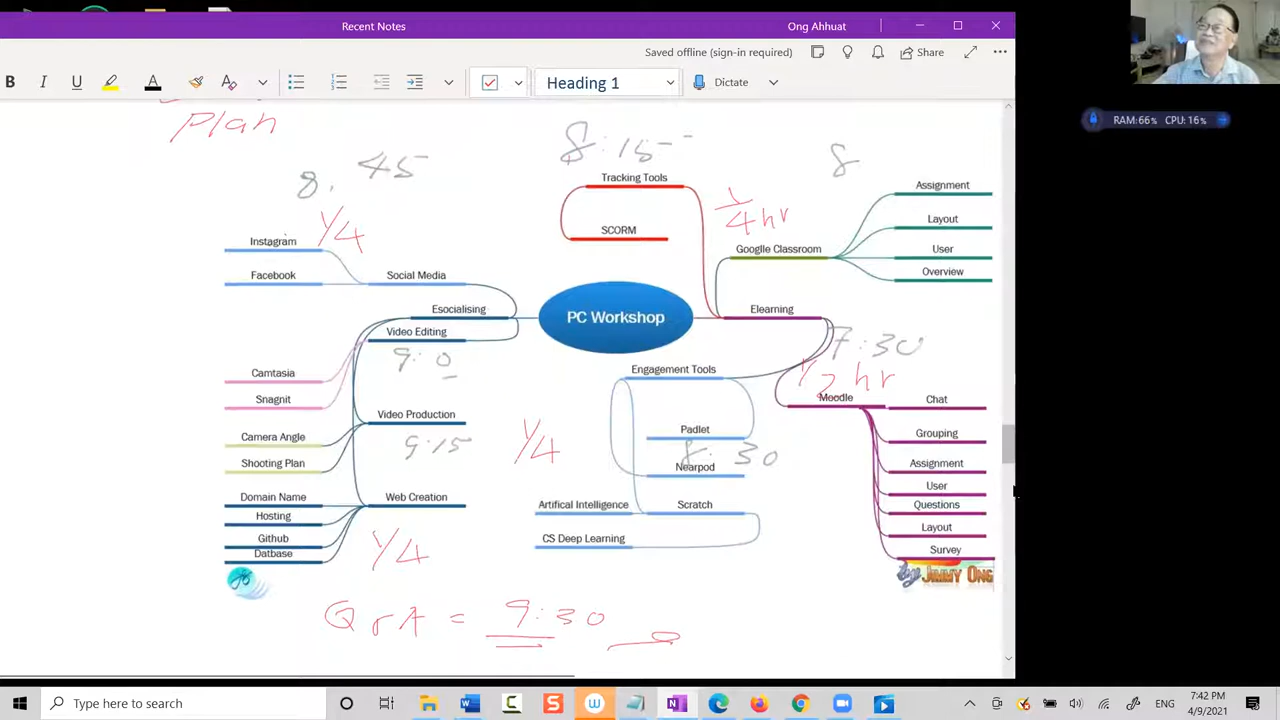 Recent Notes
Ong Ahhuat
Saved offline (sign-in required)
Share
B I U A A Heading 1 Dictate
RAM: 66% CPU: 16%
Plan
8. 45
8:15
8
Tracking Tools
SCORM
1/4 hr
Googlle Classroom
Assignment
Layout
User
Overview
1/4
Instagram
Facebook
Social Media
Esocialising
Video Editing
9:0
PC Workshop
Elearning
7:30
1/2 hr
Engagement Tools
Moodle
Chat
Grouping
Assignment
User
Questions
Layout
Survey
Camtasia
Snagnit
Video Production
9:15
Camera Angle
Shooting Plan
1/4
Padlet
8:30
Nearpod
Scratch
Artifical Intelligence
CS Deep Learning
Domain Name
Hosting
Github
Datbase
Web Creation
1/4
by JIMMY ONG
Q & A = 9:30
Type here to search
ENG
7:42 PM
4/9/2021